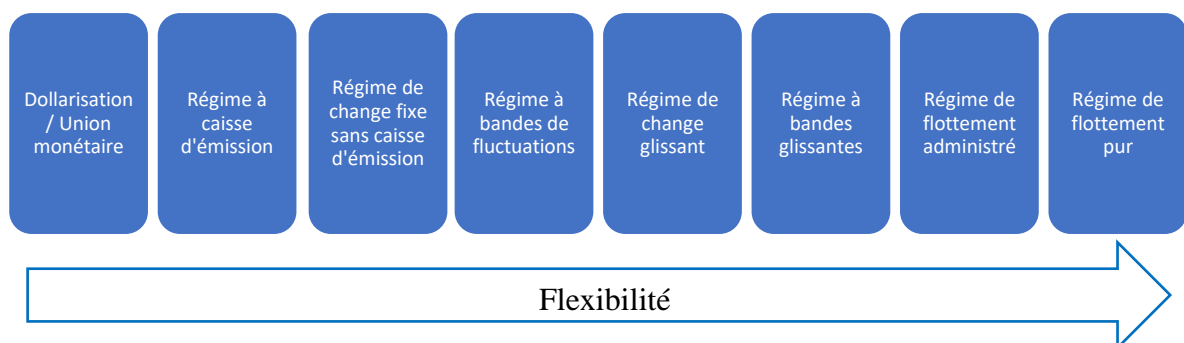 Dollarisation
/ Union
monétaire
Régime à
caisse
d'émission
Régime de
change fixe
sans caisse
d'émission
Régime à
bandes de
fluctuations
Régime de
change
glissant
Régime à
bandes
glissantes
Régime de
flottement
administré
Régime de
flottement
pur
Flexibilité